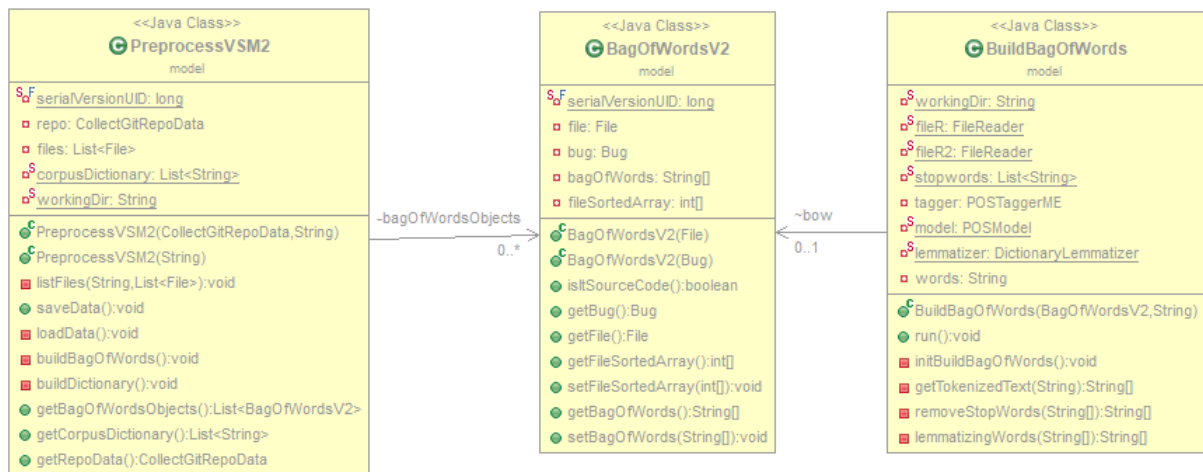 <<Java Class>>
PreprocessVSM2
model
serialVersionUID: long
repo: CollectGitRepoData
files: List<File>
corpusDictionary: List<String>
workingDir: String
PreprocessVSM2(CollectGitRepoData,String)
PreprocessVSM2(String)
listFiles(String,List<File>):void
saveData():void
loadData():void
buildBagOfWords():void
buildDictionary():void
getBagOfWordsObjects():List<BagOfWordsV2>
getCorpusDictionary():List<String>
getRepoData():CollectGitRepoData
-bagOfWordsObjects
0..*
<<Java Class>>
BagOfWordsV2
model
serialVersionUID: long
file: File
bug: Bug
bagOfWords: String[]
fileSortedArray: int[]
BagOfWordsV2(File)
BagOfWordsV2(Bug)
isItSourceCode():boolean
getBug():Bug
getFile():File
getFileSortedArray():int[]
setFileSortedArray(int[]):void
getBagOfWords():String[]
setBagOfWords(String[]):void
~bow
0..1
<<Java Class>>
BuildBagOfWords
model
workingDir: String
fileR: FileReader
fileR2: FileReader
stopwords: List<String>
tagger: POSTaggerME
model: POSModel
lemmatizer: DictionaryLemmatizer
words: String
BuildBagOfWords(BagOfWordsV2,String)
run():void
initBuildBagOfWords():void
getTokenizedText(String):String[]
removeStopWords(String[]):String[]
lemmatizingWords(String[]):String[]